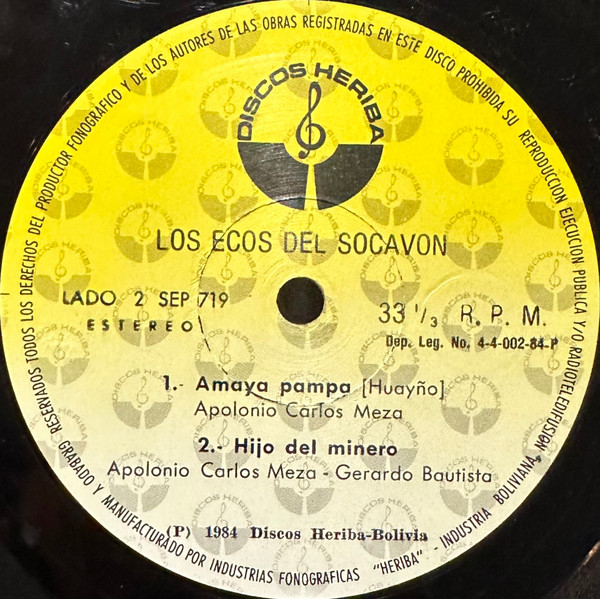 RESERVADOS TODOS LOS DERECHOS DEL PRODUCTOR FONOGRAFICO Y DE LOS AUTORES DE LAS OBRAS REGISTRADAS EN ESTE DISCO PROHIBIDA SU REPRODUCCION EJECUCION PUBLICA Y/O RADIOTELEDIFUSION,
DISCOS HERIBA
LOS ECOS DEL SOCAVON
LADO 2 SEP 719
ESTEREO
33 1/3 R. P. M.
Dep. Leg. No. 4-4-002-84-P
1.- Amaya pampa [Huayño]
Apolonio Carlos Meza
2.- Hijo del minero
Apolonio Carlos Meza - Gerardo Bautista
(P) 1984 Discos Heriba-Bolivia
GRABADO Y MANUFACTURADO POR INDUSTRIAS FONOGRAFICAS "HERIBA" - INDUSTRIA BOLIVIANA